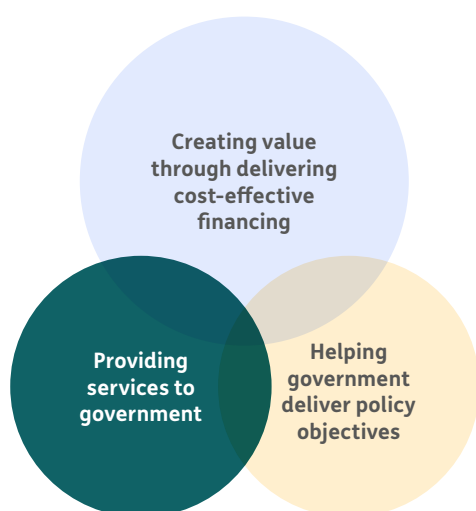 Creating value
through delivering
cost-effective
financing
Providing
services to
government
Helping
government
deliver policy
objectives